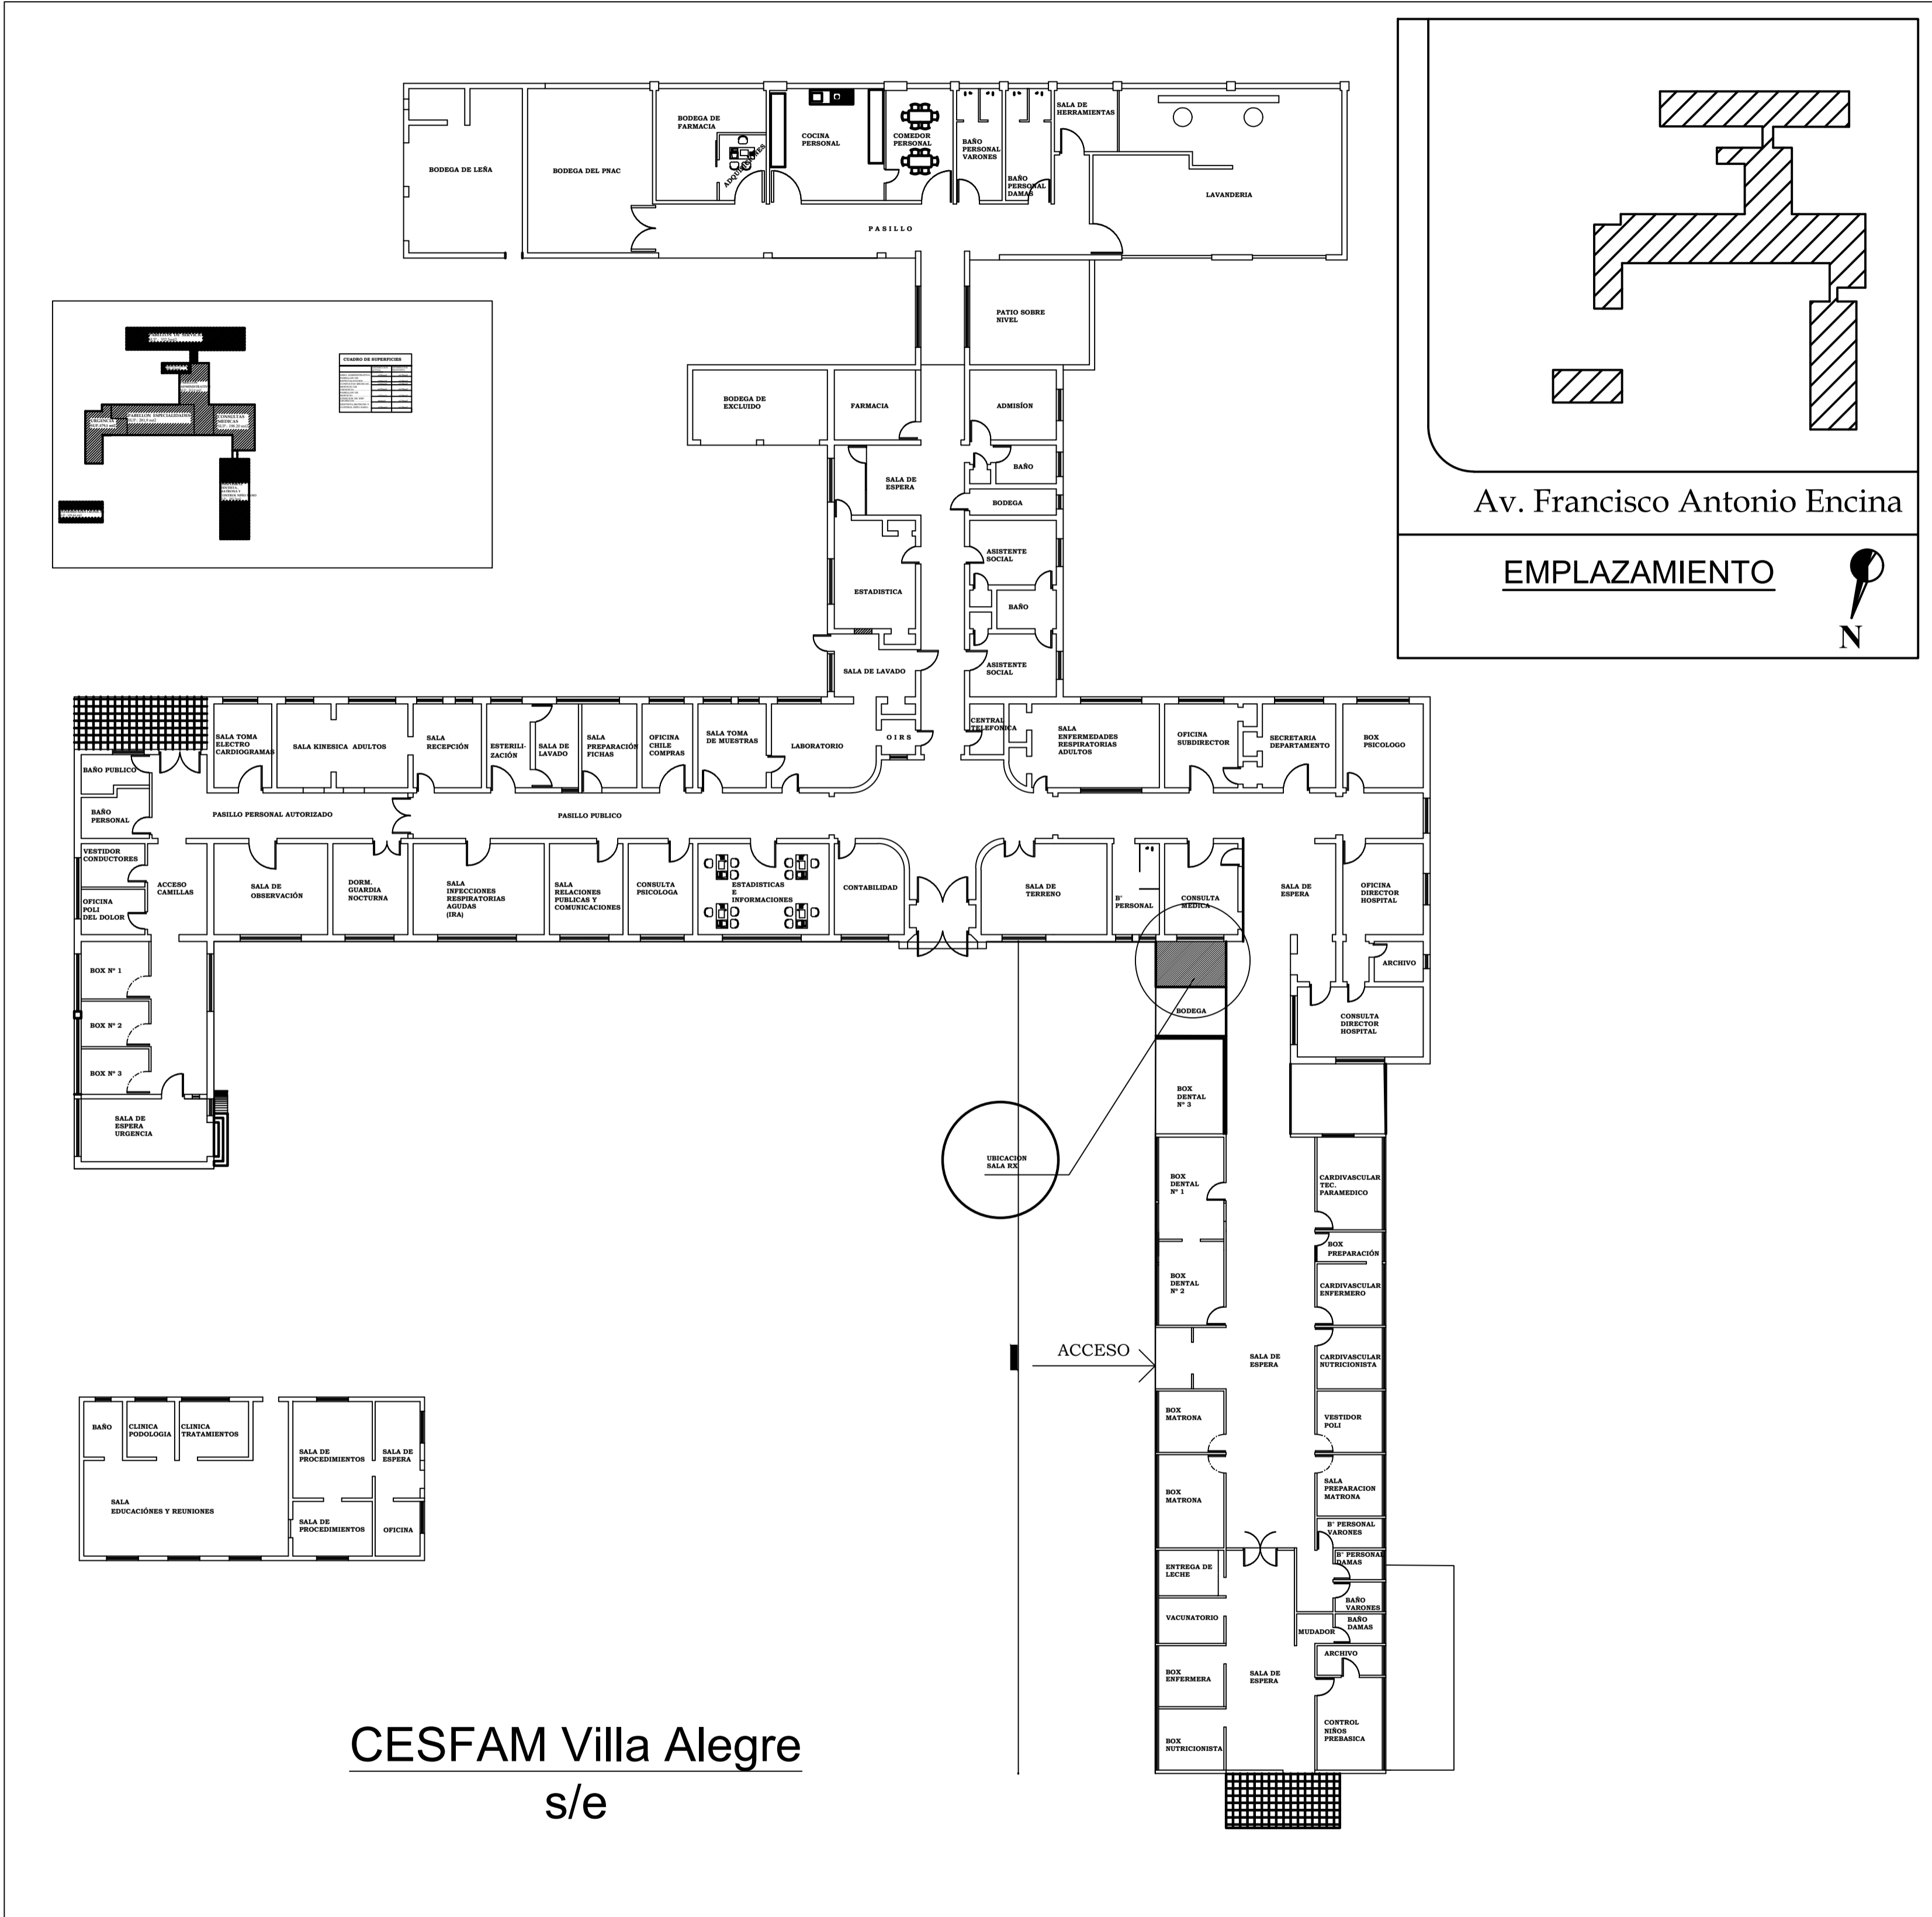 BODEGA DE LEÑA
BODEGA DEL PNAC
BODEGA DE
FARMACIA
ADQUISICIONES
COCINA
PERSONAL
COMEDOR
PERSONAL
BAÑO
PERSONAL
VARONES
BAÑO
PERSONAL
DAMAS
SALA DE
HERRAMIENTAS
LAVANDERIA
P A S I L L O
PATIO SOBRE
NIVEL
Av. Francisco Antonio Encina
EMPLAZAMIENTO
N
CUADRO DE SUPERFICIES
PABELLON ESPECIALIDADES
URGENCIA
CONSULTAS
MEDICAS
BODEGA DE
EXCLUIDO
FARMACIA
ADMISÍON
SALA DE
ESPERA
BAÑO
BODEGA
ASISTENTE
SOCIAL
ESTADISTICA
BAÑO
SALA DE LAVADO
ASISTENTE
SOCIAL
SALA TOMA
ELECTRO
CARDIOGRAMAS
SALA KINESICA ADULTOS
SALA
RECEPCIÓN
ESTERILI-
ZACIÓN
SALA DE
LAVADO
SALA
PREPARACIÓN
FICHAS
OFICINA
CHILE
COMPRAS
SALA TOMA
DE MUESTRAS
LABORATORIO
O I R S
CENTRAL
TELEFONICA
SALA
ENFERMEDADES
RESPIRATORIAS
ADULTOS
OFICINA
SUBDIRECTOR
SECRETARIA
DEPARTAMENTO
BOX
PSICOLOGO
BAÑO PUBLICO
BAÑO
PERSONAL
PASILLO PERSONAL AUTORIZADO
PASILLO PUBLICO
VESTIDOR
CONDUCTORES
OFICINA
POLI
DEL DOLOR
ACCESO
CAMILLAS
SALA DE
OBSERVACIÓN
DORM.
GUARDIA
NOCTURNA
SALA
INFECCIONES
RESPIRATORIAS
AGUDAS
(IRA)
SALA
RELACIONES
PUBLICAS Y
COMUNICACIONES
CONSULTA
PSICOLOGA
ESTADISTICAS
E
INFORMACIONES
CONTABILIDAD
SALA DE
TERRENO
B°
PERSONAL
CONSULTA
MEDICA
SALA DE
ESPERA
OFICINA
DIRECTOR
HOSPITAL
ARCHIVO
CONSULTA
DIRECTOR
HOSPITAL
BOX Nº 1
BOX Nº 2
BOX Nº 3
SALA DE
ESPERA
URGENCIA
BODEGA
BOX
DENTAL
Nº 3
UBICACIÓN
SALA RX
BOX
DENTAL
Nº 1
BOX
DENTAL
Nº 2
CARDIVASCULAR
TEC.
PARAMEDICO
BOX
PREPARACIÓN
CARDIVASCULAR
ENFERMERO
ACCESO
SALA DE
ESPERA
CARDIVASCULAR
NUTRICIONISTA
BOX
MATRONA
VESTIDOR
POLI
BOX
MATRONA
SALA
PREPARACION
MATRONA
B° PERSONAL
VARONES
B° PERSONAL
DAMAS
BAÑO
VARONES
BAÑO
DAMAS
MUDADOR
ENTREGA DE
LECHE
VACUNATORIO
BOX
ENFERMERA
SALA DE
ESPERA
ARCHIVO
BOX
NUTRICIONISTA
CONTROL
NIÑOS
PREBASICA
BAÑO
CLINICA
PODOLOGIA
CLINICA
TRATAMIENTOS
SALA DE
PROCEDIMIENTOS
SALA DE
ESPERA
SALA
EDUCACIÓNES Y REUNIONES
SALA DE
PROCEDIMIENTOS
OFICINA
CESFAM Villa Alegre
s/e